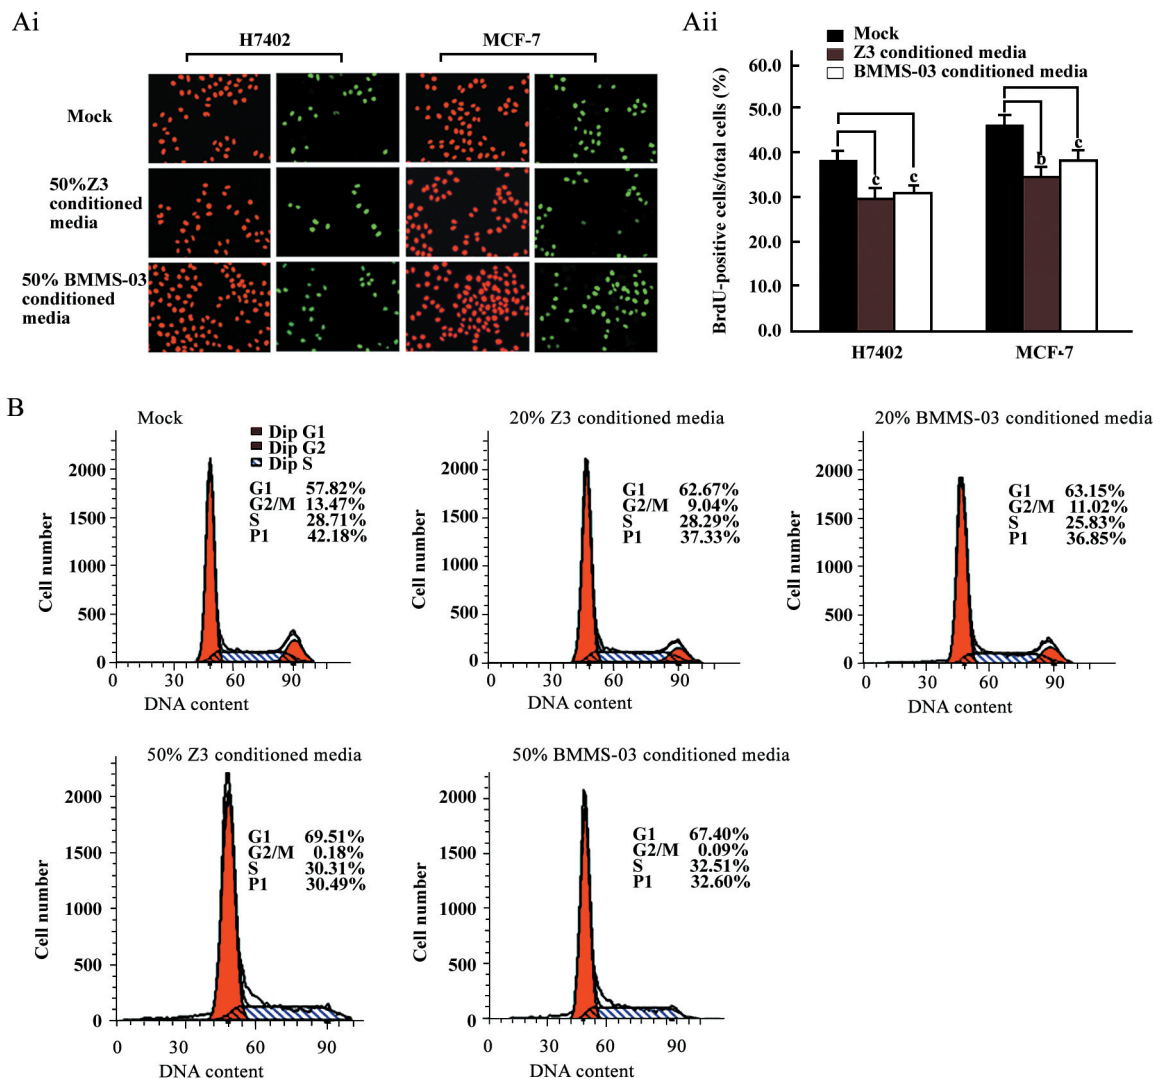 Ai
H7402
MCF-7
Mock
50%Z3
conditioned
media
50% BMMS-03
conditioned
media
Aii
Mock
Z3 conditioned media
BMMS-03 conditioned media
BrdU-positive cells/total cells (%)
60.0
50.0
40.0
30.0
20.0
10.0
0.0
c
c
b
c
H7402
MCF-7
B
Mock
Dip G1
Dip G2
Dip S
G1 57.82%
G2/M 13.47%
S 28.71%
P1 42.18%
Cell number
2000
1500
1000
500
0
0 30 60 90
DNA content
20% Z3 conditioned media
G1 62.67%
G2/M 9.04%
S 28.29%
P1 37.33%
Cell number
2000
1500
1000
500
0
0 30 60 90
DNA content
20% BMMS-03 conditioned media
G1 63.15%
G2/M 11.02%
S 25.83%
P1 36.85%
Cell number
2000
1500
1000
500
0
0 30 60 90
DNA content
50% Z3 conditioned media
G1 69.51%
G2/M 0.18%
S 30.31%
P1 30.49%
Cell number
2000
1500
1000
500
0
0 30 60 90
DNA content
50% BMMS-03 conditioned media
G1 67.40%
G2/M 0.09%
S 32.51%
P1 32.60%
Cell number
2000
1500
1000
500
0
0 30 60 90
DNA content